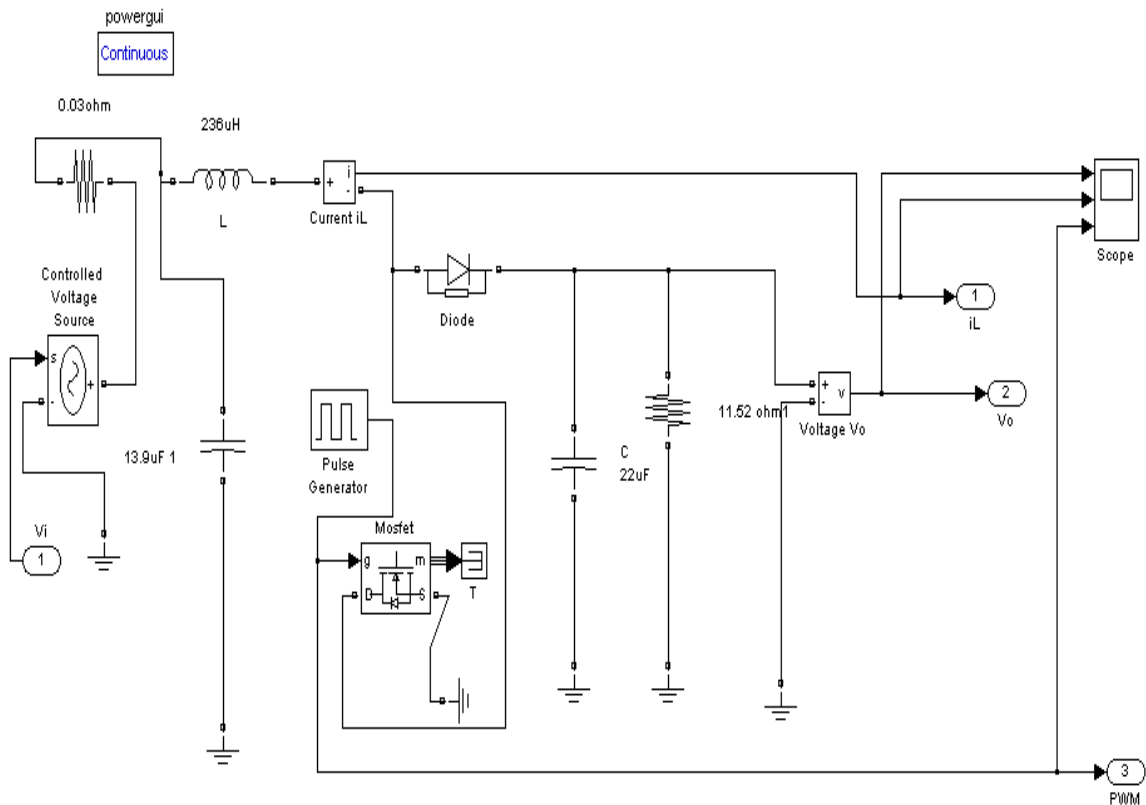 powergui
Continuous
0.03ohm
236uH
L
+
i
-
Current iL
Scope
Controlled
Voltage
Source
s
-
+
Diode
1
iL
Pulse
Generator
11.52 ohm1
+
-
v
Voltage Vo
2
Vo
13.9uF 1
C
22uF
Vi
1
Mosfet
g
m
D
S
T
3
PWM